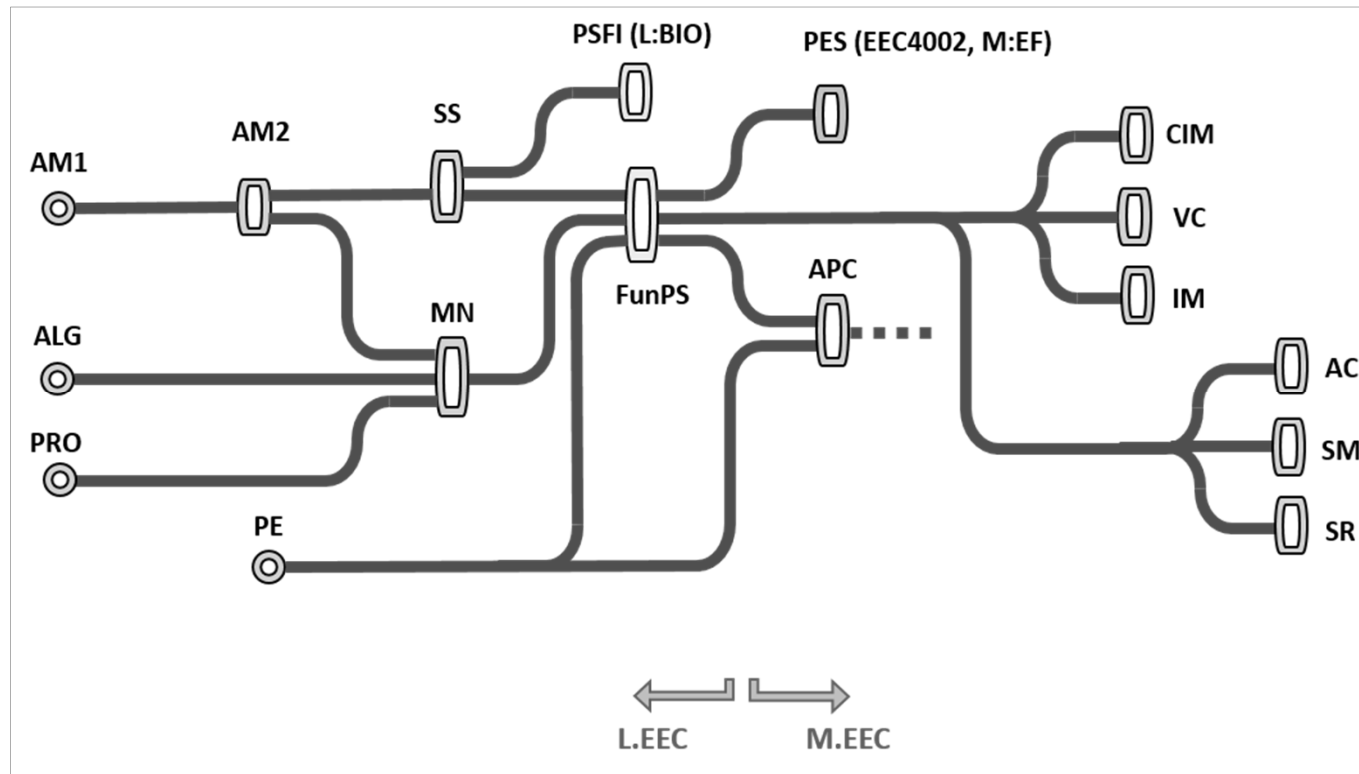 PSFI (L:BIO)
PES (EEC4002, M:EF)
SS
AM2
AM1
CIM
VC
IM
FunPS
APC
MN
ALG
AC
PRO
SM
PE
SR
L.EEC
M.EEC